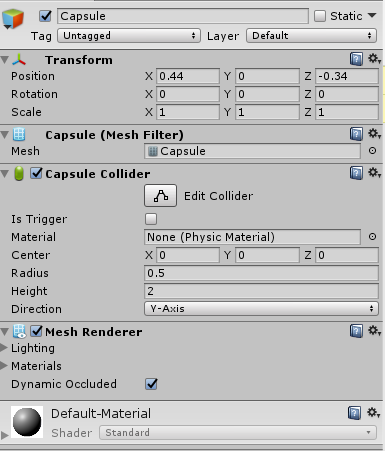 Capsule Static
Tag Untagged Layer Default
Transform
Position X 0.44 Y 0 Z -0.34
Rotation X 0 Y 0 Z 0
Scale X 1 Y 1 Z 1
Capsule (Mesh Filter)
Mesh Capsule
Capsule Collider
Edit Collider
Is Trigger
Material None (Physic Material)
Center X 0 Y 0 Z 0
Radius 0.5
Height 2
Direction Y-Axis
Mesh Renderer
Lighting
Materials
Dynamic Occluded
Default-Material
Shader Standard